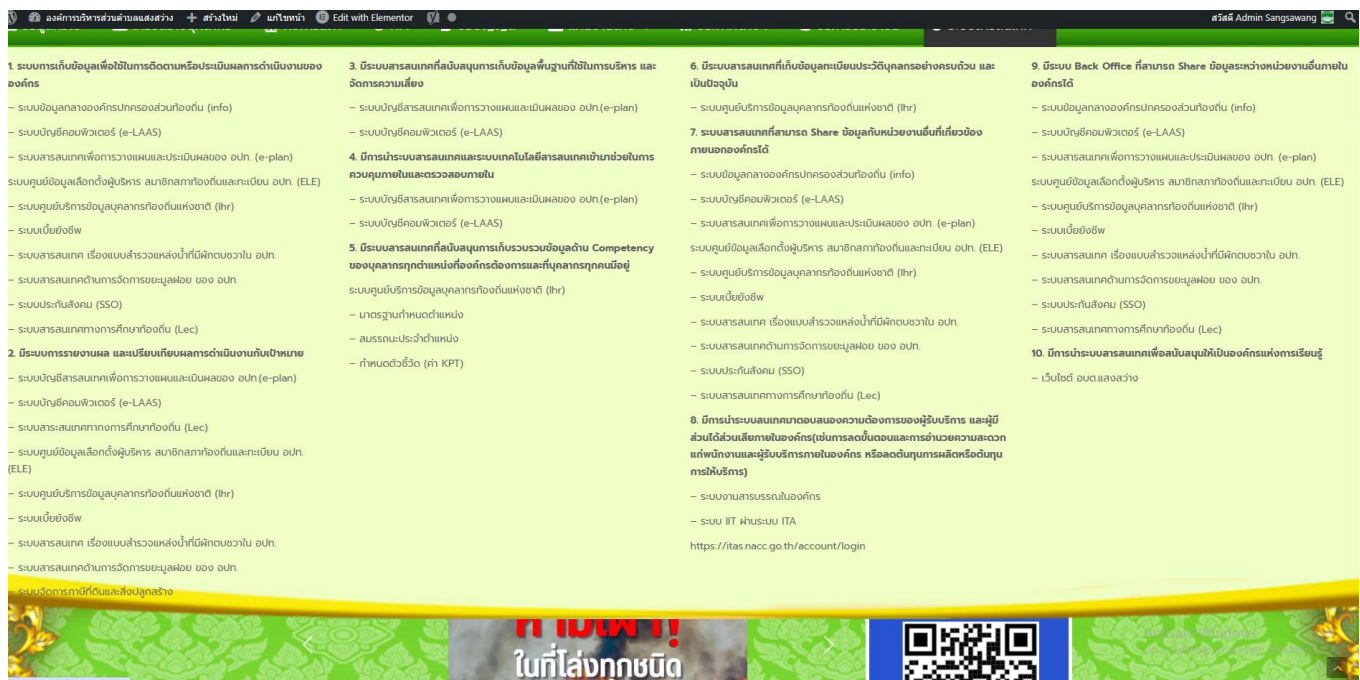 องค์การบริหารส่วนตำบลแสงสว่าง
สร้างใหม่
แก้ไขหน้า
Edit with Elementor
สวัสดี Admin Sangsawang
1. ระบบการเก็บข้อมูลเพื่อใช้ในการติดตามหรือประเมินผลการดำเนินงานของ
องค์กร
– ระบบข้อมูลกลางองค์กรปกครองส่วนท้องถิ่น (info)
– ระบบบัญชีคอมพิวเตอร์ (e-LAAS)
– ระบบสารสนเทศเพื่อการวางแผนและประเมินผลของ อปท. (e-plan)
ระบบศูนย์ข้อมูลเลือกตั้งผู้บริหาร สมาชิกสภาท้องถิ่นและทะเบียน อปท. (ELE)
– ระบบศูนย์บริการข้อมูลบุคลากรท้องถิ่นแห่งชาติ (lhr)
– ระบบเบี้ยยังชีพ
– ระบบสารสนเทศ เรื่องแบบสำรวจแหล่งน้ำที่มีผักตบชวาใน อปท.
– ระบบสารสนเทศด้านการจัดการขยะมูลฝอย ของ อปท.
– ระบบประกันสังคม (SSO)
– ระบบสารสนเทศทางการศึกษาท้องถิ่น (Lec)
2. มีระบบการรายงานผล และเปรียบเทียบผลการดำเนินงานกับเป้าหมาย
– ระบบบัญชีสารสนเทศเพื่อการวางแผนและเมินผลของ อปท.(e-plan)
– ระบบบัญชีคอมพิวเตอร์ (e-LAAS)
– ระบบสาระสนเทศทากงการศึกษาท้องถิ่น (Lec)
– ระบบศูนย์ข้อมูลเลือกตั้งผู้บริหาร สมาชิกสภาท้องถิ่นและทะเบียน อปท.
(ELE)
– ระบบศูนย์บริการข้อมูลบุคลากรท้องถิ่นแห่งชาติ (lhr)
– ระบบเบี้ยยังชีพ
– ระบบสารสนเทศ เรื่องแบบสำรวจแหล่งน้ำที่มีผักตบชวาใน อปท.
– ระบบสารสนเทศด้านการจัดการขยะมูลฝอย ของ อปท.
– ระบบจัดการภาษีที่ดินและสิ่งปลูกสร้าง
3. มีระบบสารสนเทศที่สนับสนุนการเก็บข้อมูลพื้นฐานที่ใช้ในการบริหาร และ
จัดการความเสี่ยง
– ระบบบัญชีสารสนเทศเพื่อการวางแผนและเมินผลของ อปท.(e-plan)
– ระบบบัญชีคอมพิวเตอร์ (e-LAAS)
4. มีการนำระบบสารสนเทศและระบบเทคโนโลยีสารสนเทศเข้ามาช่วยในการ
ควบคุมภายในและตรวจสอบภายใน
– ระบบสารสนเทศเพื่อการวางแผนและเมินผลของ อปท.(e-plan)
– ระบบบัญชีคอมพิวเตอร์ (e-LAAS)
5. มีระบบสารสนเทศที่สนับสนุนการเก็บรวบรวมข้อมูลด้าน Competency
ของบุคลากรทุกตำแหน่งที่องค์กรต้องการและที่บุคลากรทุกคนมีอยู่
ระบบศูนย์บริการข้อมูลบุคลากรท้องถิ่นแห่งชาติ (lhr)
– มาตรฐานกำหนดตำแหน่ง
– สมรรถนะประจำตำแหน่ง
– กำหนดตัวชี้วัด (ค่า KPT)
6. มีระบบสารสนเทศที่เก็บข้อมูลทะเบียนประวัติบุคลากรอย่างครบถ้วน และ
เป็นปัจจุบัน
– ระบบศูนย์บริการข้อมูลบุคลากรท้องถิ่นแห่งชาติ (lhr)
7. ระบบสารสนเทศที่สามารถ Share ข้อมูลกับหน่วยงานอื่นที่เกี่ยวข้อง
ภายนอกองค์กรได้
– ระบบข้อมูลกลางองค์กรปกครองส่วนท้องถิ่น (info)
– ระบบบัญชีคอมพิวเตอร์ (e-LAAS)
– ระบบสารสนเทศเพื่อการวางแผนและประเมินผลของ อปท. (e-plan)
ระบบศูนย์ข้อมูลเลือกตั้งผู้บริหาร สมาชิกสภาท้องถิ่นและทะเบียน อปท. (ELE)
– ระบบศูนย์บริการข้อมูลบุคลากรท้องถิ่นแห่งชาติ (lhr)
– ระบบเบี้ยยังชีพ
– ระบบสารสนเทศ เรื่องแบบสำรวจแหล่งน้ำที่มีผักตบชวาใน อปท.
– ระบบสารสนเทศด้านการจัดการขยะมูลฝอย ของ อปท.
– ระบบประกันสังคม (SSO)
– ระบบสารสนเทศทางการศึกษาท้องถิ่น (Lec)
8. มีการนำระบบสนเทศมาตอบสนองความต้องการของผู้รับบริการ และผู้มี
ส่วนได้ส่วนเสียภายในองค์กร(เช่นการลดขั้นตอนและการอำนวยความสะดวก
แก่พนักงานและผู้รับบริการภายในองค์กร หรือลดต้นทุนการผลิตหรือต้นทุน
การให้บริการ)
– ระบบงานสารบรรณในองค์กร
– ระบบ IIT ผ่านระบบ ITA
https://itas.nacc.go.th/account/login
9. มีระบบ Back Office ที่สามารถ Share ข้อมูลระหว่างหน่วยงานอื่นภายใน
องค์กรได้
– ระบบข้อมูลกลางองค์กรปกครองส่วนท้องถิ่น (info)
– ระบบบัญชีคอมพิวเตอร์ (e-LAAS)
– ระบบสารสนเทศเพื่อการวางแผนและประเมินผลของ อปท. (e-plan)
ระบบศูนย์ข้อมูลเลือกตั้งผู้บริหาร สมาชิกสภาท้องถิ่นและทะเบียน อปท. (ELE)
– ระบบศูนย์บริการข้อมูลบุคลากรท้องถิ่นแห่งชาติ (lhr)
– ระบบเบี้ยยังชีพ
– ระบบสารสนเทศ เรื่องแบบสำรวจแหล่งน้ำที่มีผักตบชวาใน อปท.
– ระบบสารสนเทศด้านการจัดการขยะมูลฝอย ของ อปท.
– ระบบประกันสังคม (SSO)
– ระบบสารสนเทศทางการศึกษาท้องถิ่น (Lec)
10. มีการนำระบบสารสนเทศเพื่อสนับสนุนให้เป็นองค์กรแห่งการเรียนรู้
– เว็บไซต์ อบต.แสงสว่าง
ห้ามเผา!
ในที่โล่งทุกชนิด
Activate Windows